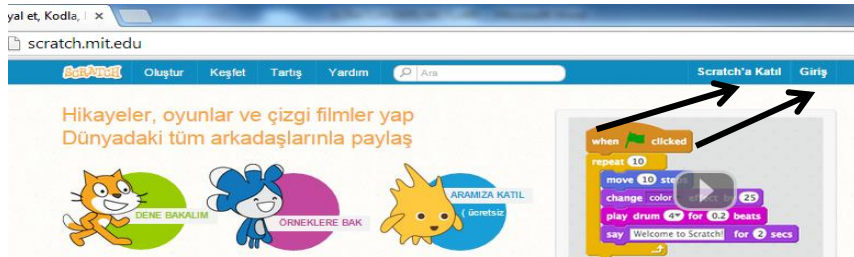 yal et, Kodla,
scratch.mit.edu
SCRATCH Oluştur Keşfet Tartış Yardım Ara Scratch'a Katıl Giriş
Hikayeler, oyunlar ve çizgi filmler yap
Dünyadaki tüm arkadaşlarınla paylaş
DENE BAKALIM
ÖRNEKLERE BAK
ARAMIZA KATIL
( ücretsiz
when clicked
repeat 10
move 10 steps
change color effect by 25
play drum 4 for 0.2 beats
say Welcome to Scratch! for 2 secs